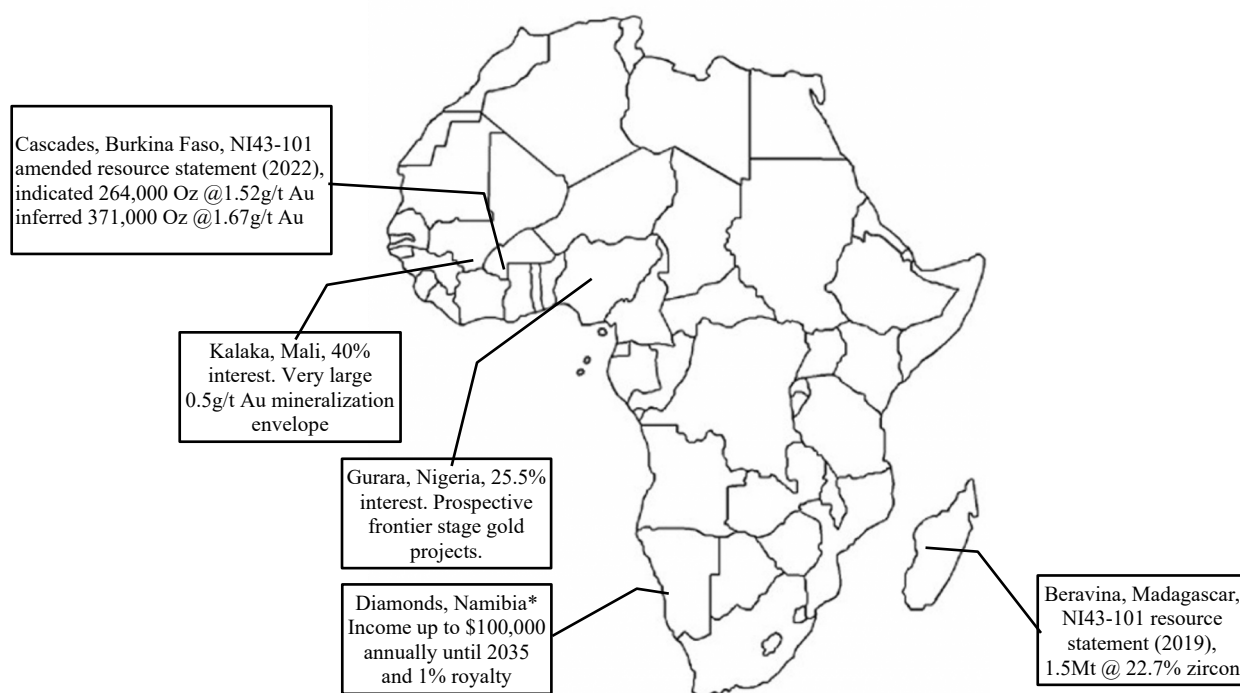 Cascades, Burkina Faso, NI43-101
amended resource statement (2022),
indicated 264,000 Oz @1.52g/t Au
inferred 371,000 Oz @1.67g/t Au
Kalaka, Mali, 40%
interest. Very large
0.5g/t Au mineralization
envelope
Gurara, Nigeria, 25.5%
interest. Prospective
frontier stage gold
projects.
Diamonds, Namibia*
Income up to $100,000
annually until 2035
and 1% royalty
Beravina, Madagascar,
NI43-101 resource
statement (2019),
1.5Mt @ 22.7% zircon